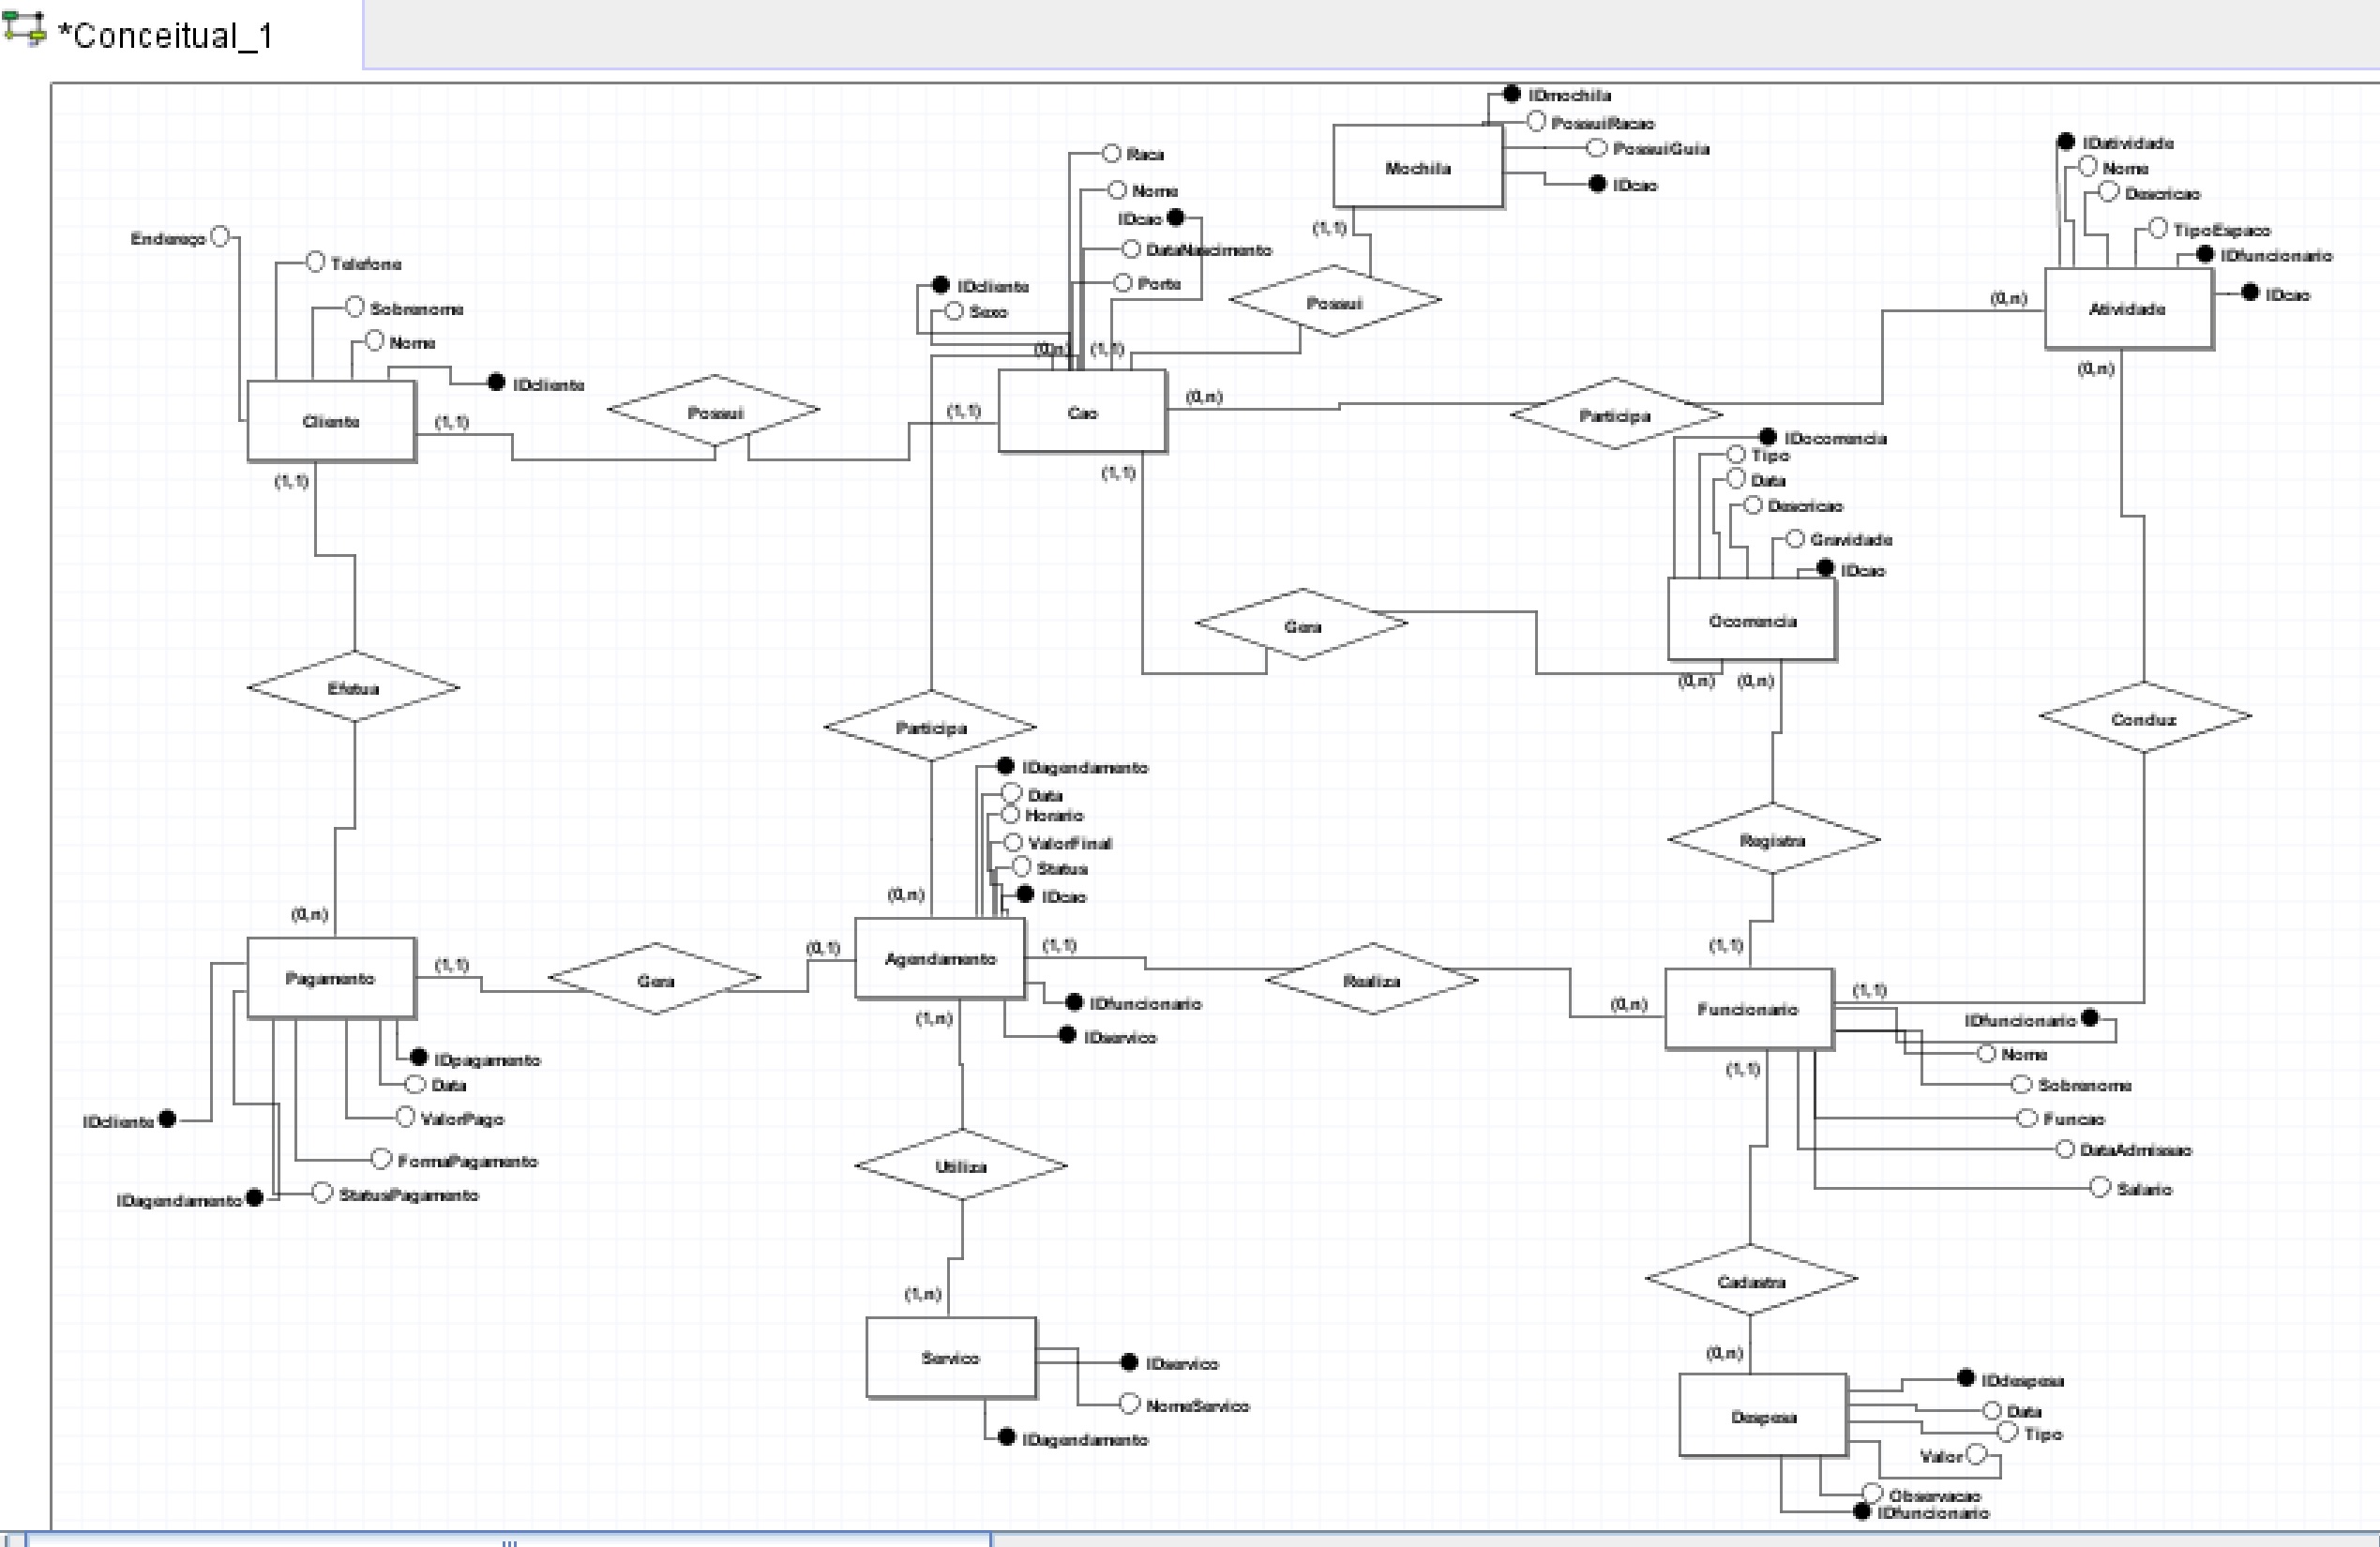 *Conceitual_1
IDmochila
PossuiRacao
PossuiGuia
IDcao
Mochila
(1,1)
Possui
Raca
Nome
IDcao
DataNascimento
Porte
IDcliente
Sexo
(0,n)
(1,1)
Cao
(1,1)
(0,n)
(1,1)
IDatividade
Nome
Descricao
TipoEspaco
IDfuncionario
IDcao
Atividade
(0,n)
(0,n)
Endereço
Telefone
Sobrenome
Nome
IDcliente
Cliente
(1,1)
(1,1)
Possui
Participa
IDocorrencia
Tipo
Data
Descricao
Gravidade
IDcao
Ocorrencia
(0,n)
(0,n)
Gera
Efetua
Participa
Conduz
Registra
IDagendamento
Data
Horario
ValorFinal
Status
IDcao
(0,n)
Agendamento
(0,1)
(1,1)
IDfuncionario
IDservico
(1,n)
(0,n)
Pagamento
(1,1)
Gera
Realiza
IDpagamento
Data
ValorPago
FormaPagamento
StatusPagamento
IDcliente
IDagendamento
(1,1)
(0,n)
Funcionario
(1,1)
(1,1)
IDfuncionario
Nome
Sobrenome
Funcao
DataAdmissao
Salario
Utiliza
(1,n)
Servico
IDservico
NomeServico
IDagendamento
Cadastra
(0,n)
Despesa
IDdespesa
Data
Tipo
Valor
Observacao
IDfuncionario